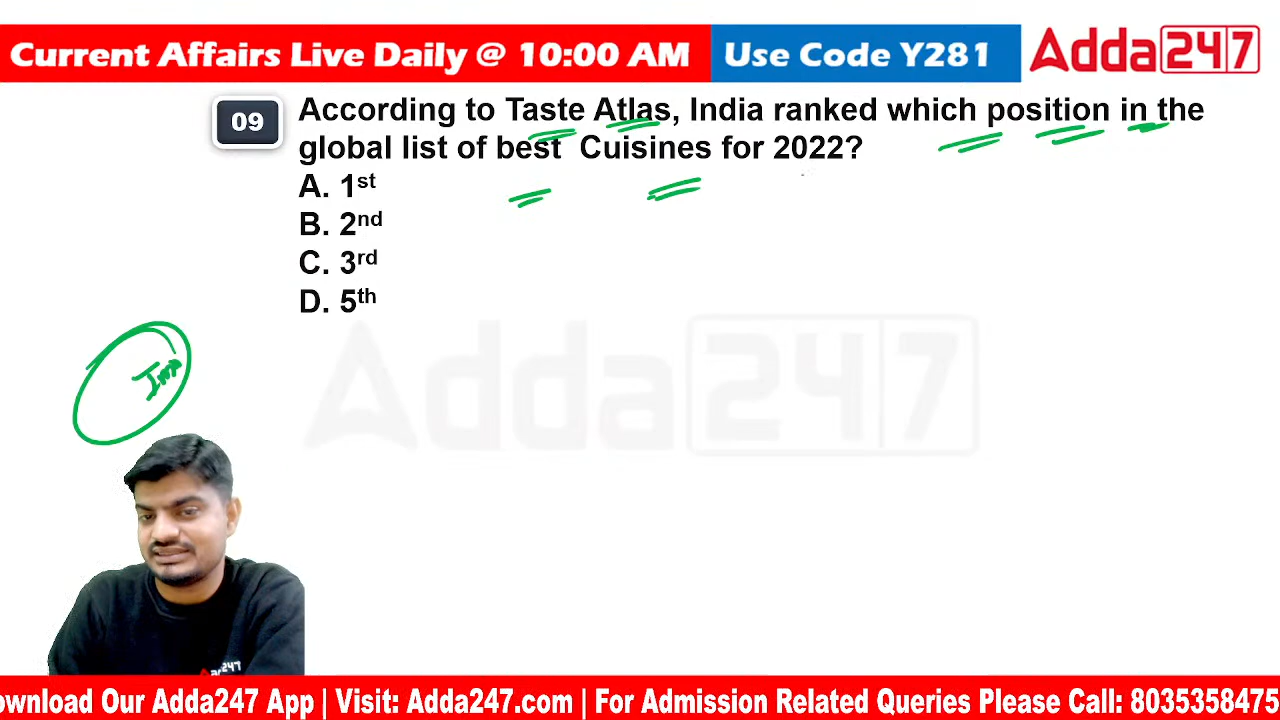 Current Affairs Live Daily @ 10:00 AM
Use Code Y281
Adda247
09
According to Taste Atlas, India ranked which position in the
global list of best Cuisines for 2022?
A. 1st
B. 2nd
C. 3rd
D. 5th
Adda247
ownload Our Adda247 App | Visit: Adda247.com | For Admission Related Queries Please Call: 8035358475